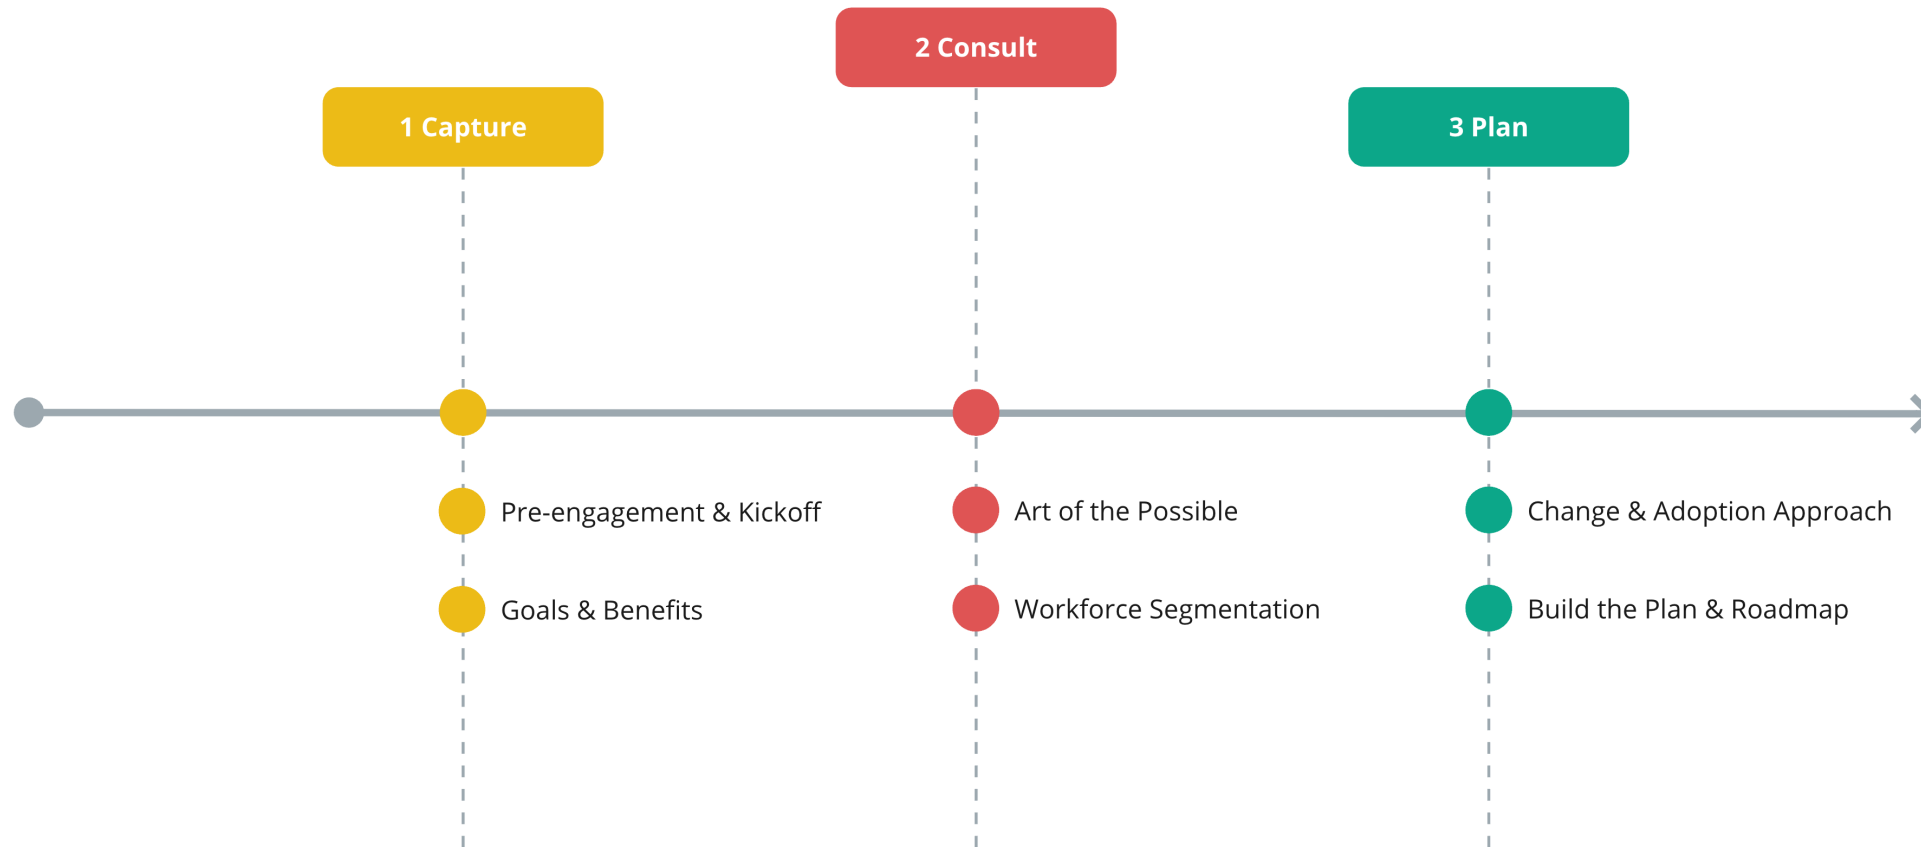 2 Consult
1 Capture
3 Plan
Pre-engagement & Kickoff
Art of the Possible
Change & Adoption Approach
Goals & Benefits
Workforce Segmentation
Build the Plan & Roadmap